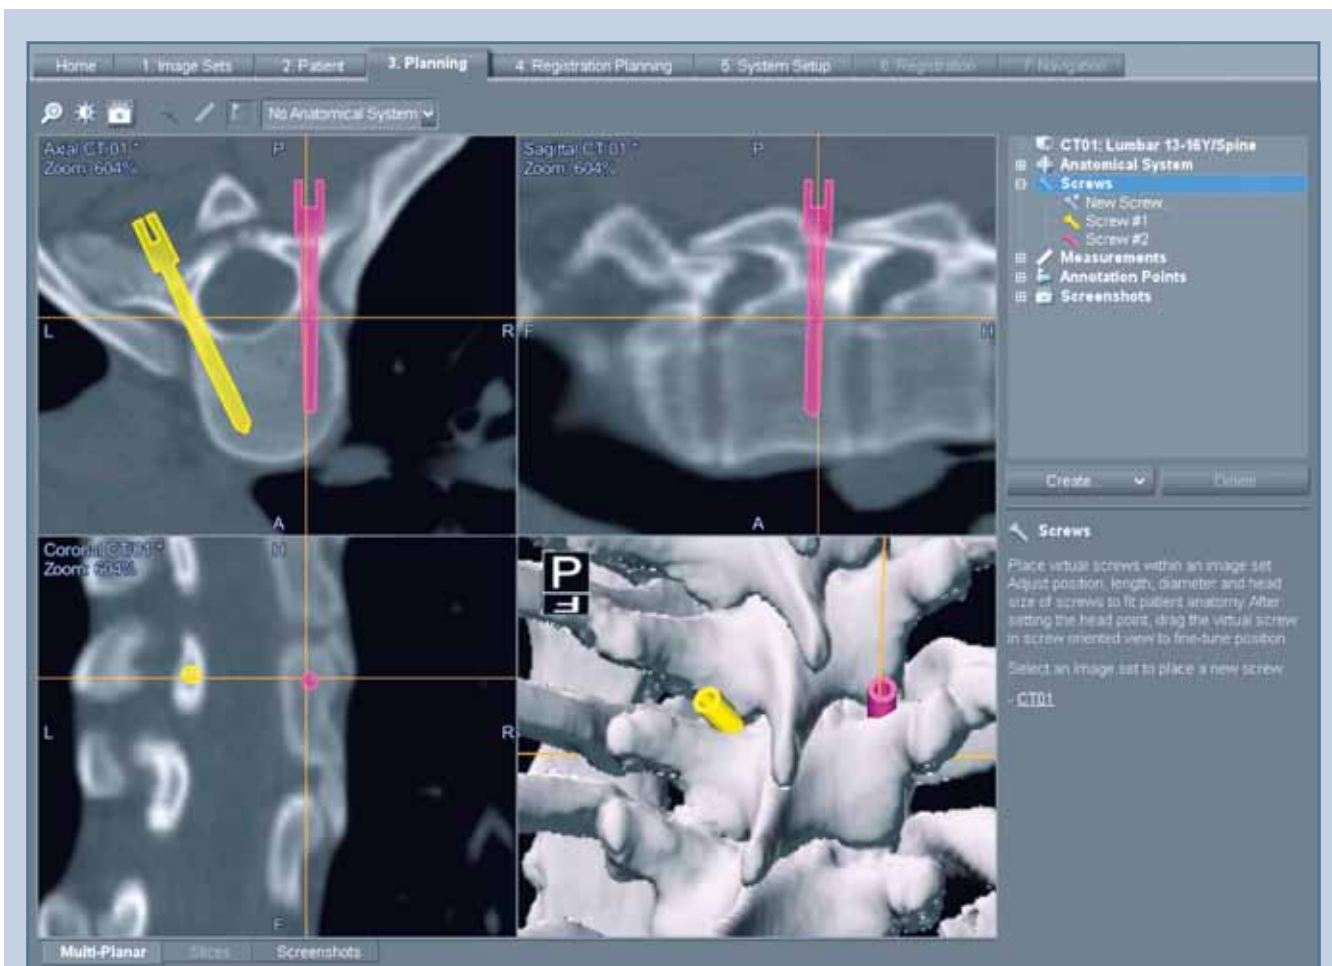 Home 1. Image Sets 2. Patient 3. Planning 4. Registration Planning 5. System Setup 6. Registration 7. Navigation
No Anatomical System
Axial CT-01 *
Zoom: 604%
P
L
R
A
Sagittal CT-01 *
Zoom: 604%
P
F
H
A
Coronal CT-01 *
Zoom: 604%
H
L
R
F
P
Multi-Planar Slices Screenshots
CT01: Lumbar 13-16Y/Spine
Anatomical System
Screws
New Screw
Screw #1
Screw #2
Measurements
Annotation Points
Screenshots
Create Delete
Screws
Place virtual screws within an image set
Adjust position, length, diameter and head
size of screws to fit patient anatomy. After
setting the head point, drag the virtual screw
in screw oriented view to fine-tune position
Select an image set to place a new screw
- CT01